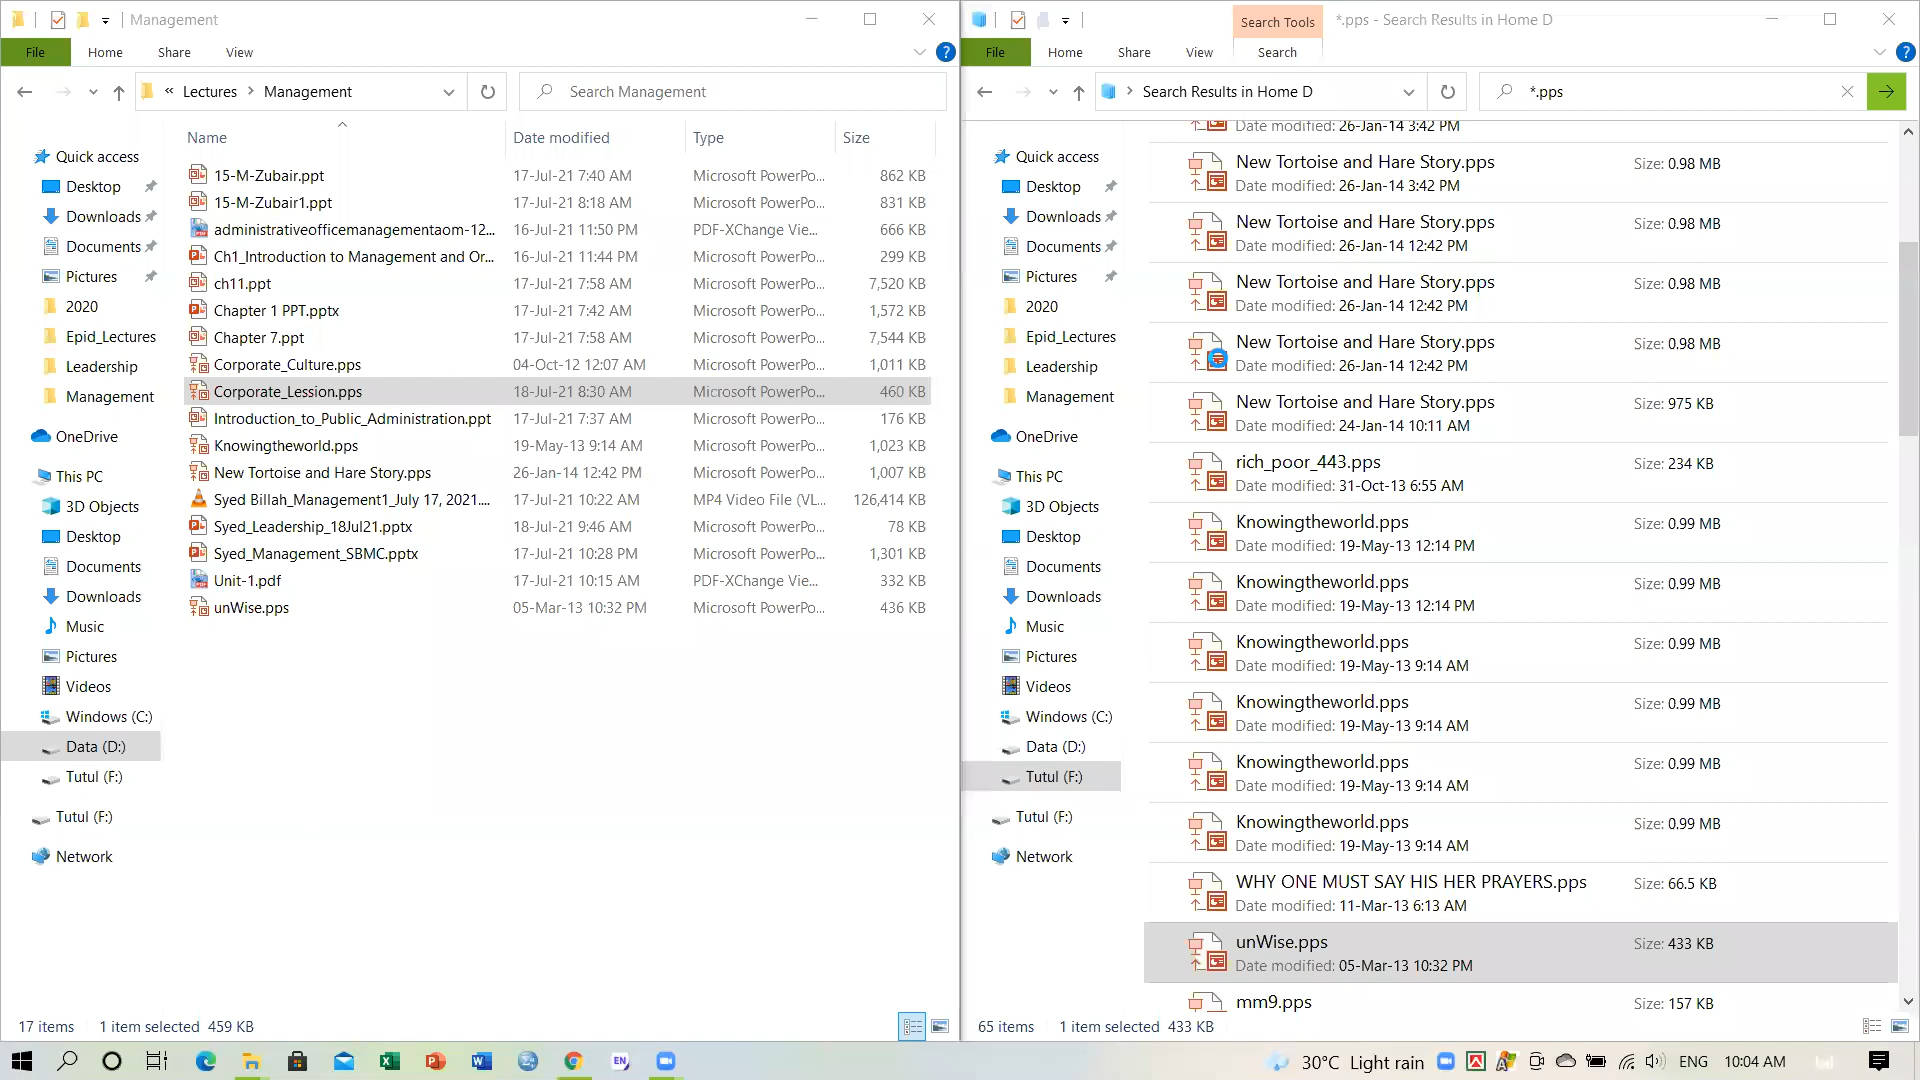 Management
File
Home
Share
View
Lectures
Management
Search Management
Name
Date modified
Type
Size
15-M-Zubair.ppt 17-Jul-21 7:40 AM Microsoft PowerPo... 862 KB
15-M-Zubair1.ppt 17-Jul-21 8:18 AM Microsoft PowerPo... 831 KB
administrativeofficemanagementaom-12... 16-Jul-21 11:50 PM PDF-XChange Vie... 666 KB
Ch1_Introduction to Management and Or... 16-Jul-21 11:44 PM Microsoft PowerPo... 299 KB
ch11.ppt 17-Jul-21 7:58 AM Microsoft PowerPo... 7,520 KB
Chapter 1 PPT.pptx 17-Jul-21 7:42 AM Microsoft PowerPo... 1,572 KB
Chapter 7.ppt 17-Jul-21 7:58 AM Microsoft PowerPo... 7,544 KB
Corporate_Culture.pps 04-Oct-12 12:07 AM Microsoft PowerPo... 1,011 KB
Corporate_Lession.pps 18-Jul-21 8:30 AM Microsoft PowerPo... 460 KB
Introduction_to_Public_Administration.ppt 17-Jul-21 7:37 AM Microsoft PowerPo... 176 KB
Knowingtheworld.pps 19-May-13 9:14 AM Microsoft PowerPo... 1,023 KB
New Tortoise and Hare Story.pps 26-Jan-14 12:42 PM Microsoft PowerPo... 1,007 KB
Syed Billah_Management1_July 17, 2021.... 17-Jul-21 10:22 AM MP4 Video File (VL... 126,414 KB
Syed_Leadership_18Jul21.pptx 18-Jul-21 9:46 AM Microsoft PowerPo... 78 KB
Syed_Management_SBMC.pptx 17-Jul-21 10:28 PM Microsoft PowerPo... 1,301 KB
Unit-1.pdf 17-Jul-21 10:15 AM PDF-XChange Vie... 332 KB
unWise.pps 05-Mar-13 10:32 PM Microsoft PowerPo... 436 KB
Quick access
Desktop
Downloads
Documents
Pictures
2020
Epid_Lectures
Leadership
Management
OneDrive
This PC
3D Objects
Desktop
Documents
Downloads
Music
Pictures
Videos
Windows (C:)
Data (D:)
Tutul (F:)
Tutul (F:)
Network
17 items 1 item selected 459 KB
Search Tools
*.pps - Search Results in Home D
File
Home
Share
View
Search
Search Results in Home D
*.pps
Quick access
Desktop
Downloads
Documents
Pictures
2020
Epid_Lectures
Leadership
Management
OneDrive
This PC
3D Objects
Desktop
Documents
Downloads
Music
Pictures
Videos
Windows (C:)
Data (D:)
Tutul (F:)
Tutul (F:)
Network
Date modified: 26-Jan-14 3:42 PM
New Tortoise and Hare Story.pps Size: 0.98 MB
Date modified: 26-Jan-14 3:42 PM
New Tortoise and Hare Story.pps Size: 0.98 MB
Date modified: 26-Jan-14 12:42 PM
New Tortoise and Hare Story.pps Size: 0.98 MB
Date modified: 26-Jan-14 12:42 PM
New Tortoise and Hare Story.pps Size: 0.98 MB
Date modified: 26-Jan-14 12:42 PM
New Tortoise and Hare Story.pps Size: 975 KB
Date modified: 24-Jan-14 10:11 AM
rich_poor_443.pps Size: 234 KB
Date modified: 31-Oct-13 6:55 AM
Knowingtheworld.pps Size: 0.99 MB
Date modified: 19-May-13 12:14 PM
Knowingtheworld.pps Size: 0.99 MB
Date modified: 19-May-13 12:14 PM
Knowingtheworld.pps Size: 0.99 MB
Date modified: 19-May-13 9:14 AM
Knowingtheworld.pps Size: 0.99 MB
Date modified: 19-May-13 9:14 AM
Knowingtheworld.pps Size: 0.99 MB
Date modified: 19-May-13 9:14 AM
Knowingtheworld.pps Size: 0.99 MB
Date modified: 19-May-13 9:14 AM
WHY ONE MUST SAY HIS HER PRAYERS.pps Size: 66.5 KB
Date modified: 11-Mar-13 6:13 AM
unWise.pps Size: 433 KB
Date modified: 05-Mar-13 10:32 PM
mm9.pps Size: 157 KB
65 items 1 item selected 433 KB
EN
30°C Light rain
ENG
10:04 AM